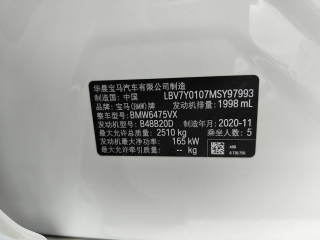 华晨宝马汽车有限公司制造
制造国：中国 LBV7Y0107MSY97993
品牌：宝马(BMW)牌 发动机排量：1998 mL
整车型号：BMW6475VX
发动机型号：B48B20D 制造年月：2020-11
最大允许总质量：2510 kg 乘坐人数：5
发动机最大净功率：165 kW
最大允许牵引质量： kg